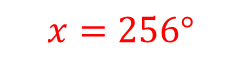 x = 256°